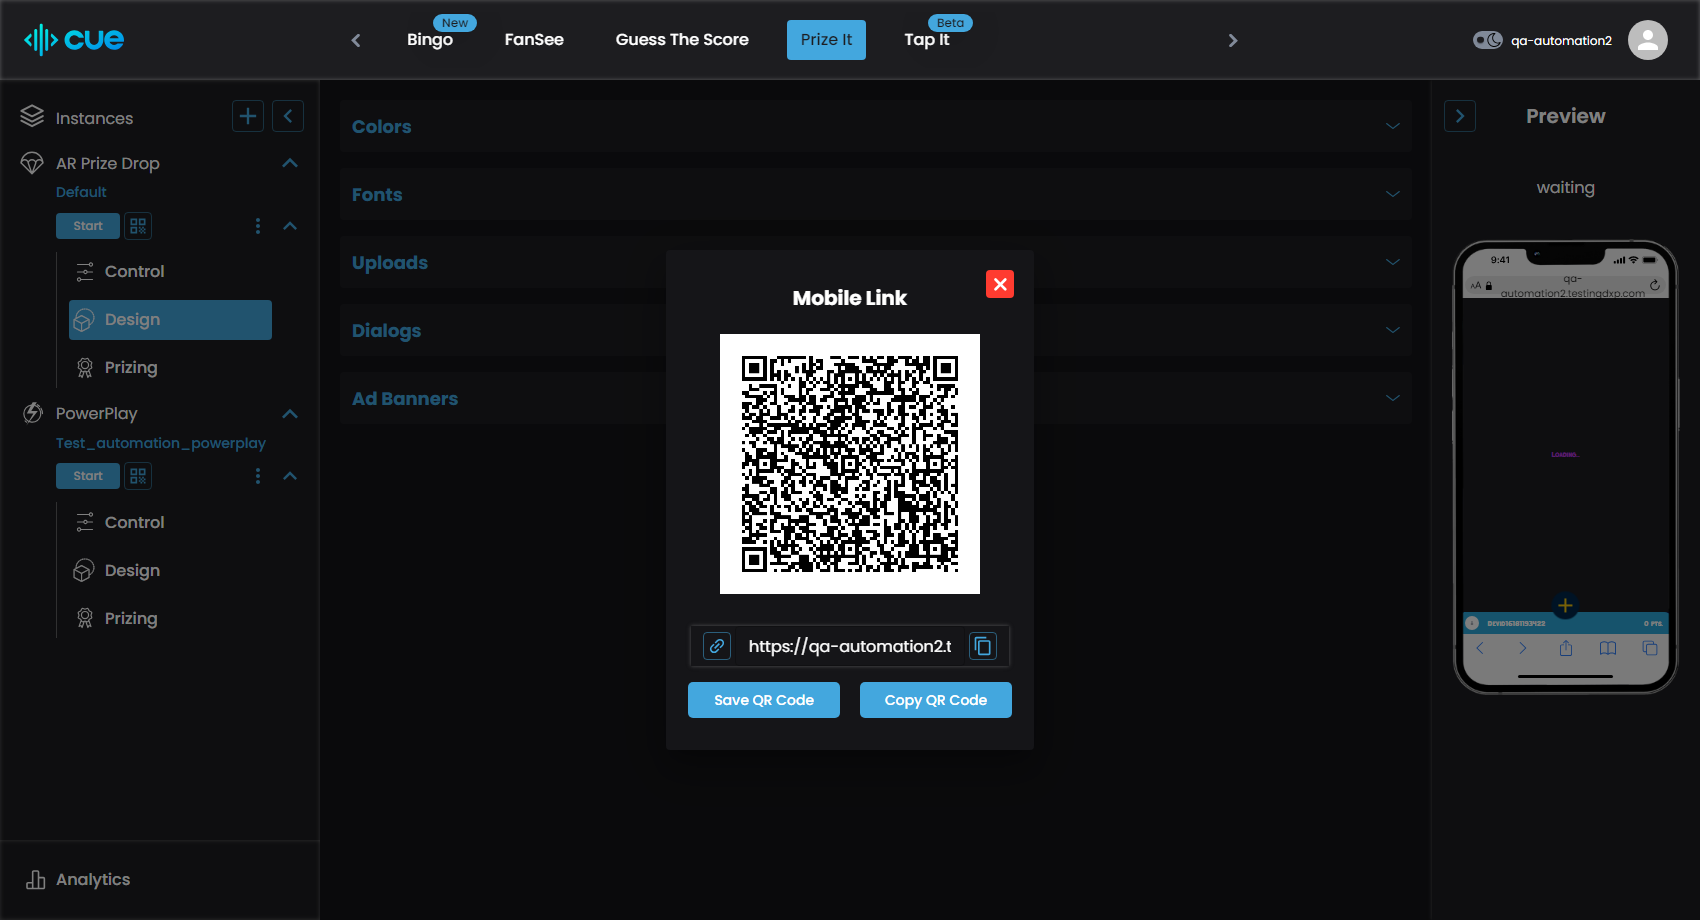 cue
New
Bingo
FanSee
Guess The Score
Prize It
Beta
Tap It
qa-automation2
Instances
AR Prize Drop
Default
Start
Control
Design
Prizing
PowerPlay
Test_automation_powerplay
Start
Control
Design
Prizing
Analytics
Colors
Fonts
Uploads
Dialogs
Ad Banners
Mobile Link
https://qa-automation2.t
Save QR Code
Copy QR Code
Preview
waiting
9:41
AA
qa-
automation2.testingdxp.com
Loading..
0 PTS.